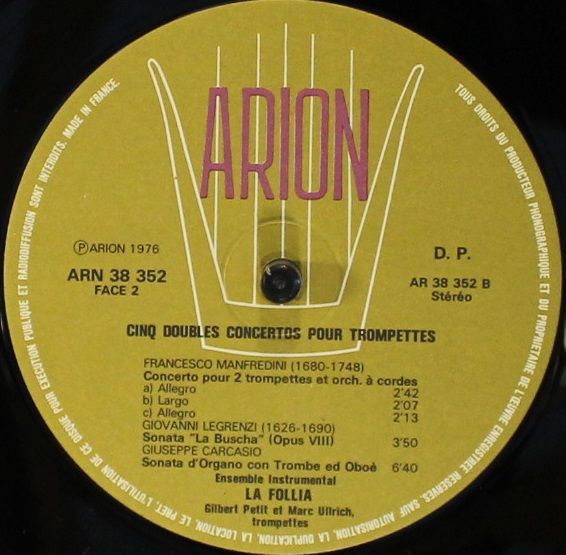 TOUS DROITS DU PRODUCTEUR PHONOGRAPHIQUE ET DU PROPRIETAIRE DE L'ŒUVRE ENREGISTREE RESERVES. SAUF AUTORISATION, LA DUPLICATION, LA LOCATION, LE PRET, L'UTILISATION DE CE DISQUE POUR EXECUTION PUBLIQUE ET RADIODIFFUSION SONT INTERDITS. MADE IN FRANCE.
ARION
Ⓟ ARION 1976
D. P.
ARN 38 352
FACE 2
AR 38 352 B
Stéréo
CINQ DOUBLES CONCERTOS POUR TROMPETTES
FRANCESCO MANFREDINI (1680-1748)
Concerto pour 2 trompettes et orch. à cordes
a) Allegro 2'42
b) Largo 2'07
c) Allegro 2'13
GIOVANNI LEGRENZI (1626-1690)
Sonata "La Buscha" (Opus VIII) 3'50
GIUSEPPE CARCASIO
Sonata d'Organo con Trombe ed Oboè 6'40
Ensemble Instrumental
LA FOLLIA
Gilbert Petit et Marc Ullrich,
trompettes